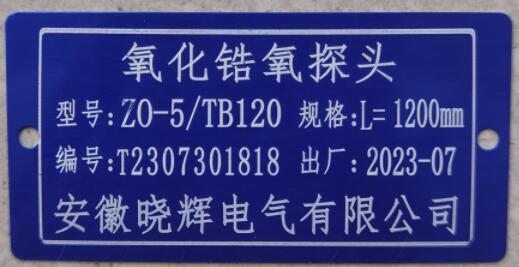 氧化锆氧探头
型号:ZO-5/TB120 规格:L=1200mm
编号:T2307301818 出厂:2023-07
安徽晓辉电气有限公司